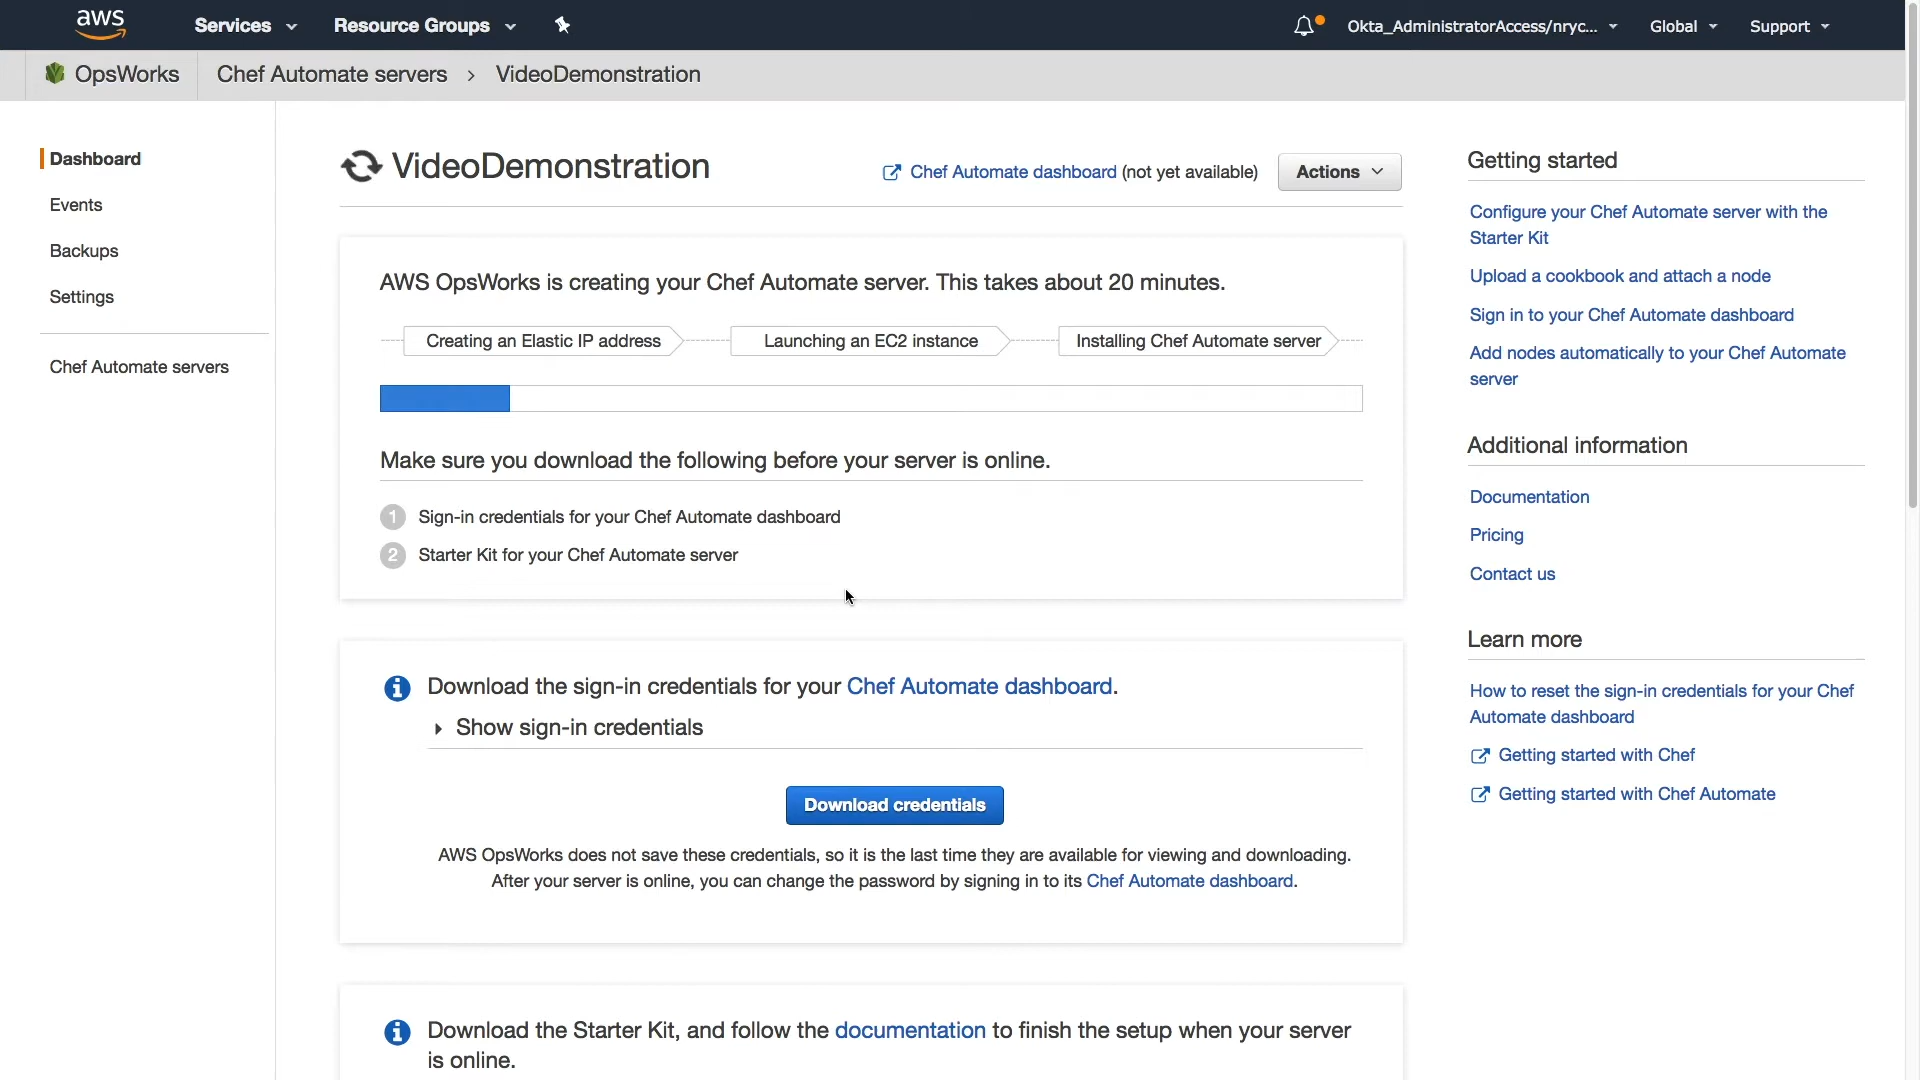 aws
Services
Resource Groups
Okta_AdministratorAccess/nryc...
Global
Support
OpsWorks
Chef Automate servers
VideoDemonstration
Dashboard
Events
Backups
Settings
Chef Automate servers
VideoDemonstration
Chef Automate dashboard (not yet available)
Actions
AWS OpsWorks is creating your Chef Automate server. This takes about 20 minutes.
Creating an Elastic IP address
Launching an EC2 instance
Installing Chef Automate server
Make sure you download the following before your server is online.
1 Sign-in credentials for your Chef Automate dashboard
2 Starter Kit for your Chef Automate server
Download the sign-in credentials for your Chef Automate dashboard.
Show sign-in credentials
Download credentials
AWS OpsWorks does not save these credentials, so it is the last time they are available for viewing and downloading.
After your server is online, you can change the password by signing in to its Chef Automate dashboard.
Download the Starter Kit, and follow the documentation to finish the setup when your server
is online.
Getting started
Configure your Chef Automate server with the
Starter Kit
Upload a cookbook and attach a node
Sign in to your Chef Automate dashboard
Add nodes automatically to your Chef Automate
server
Additional information
Documentation
Pricing
Contact us
Learn more
How to reset the sign-in credentials for your Chef
Automate dashboard
Getting started with Chef
Getting started with Chef Automate